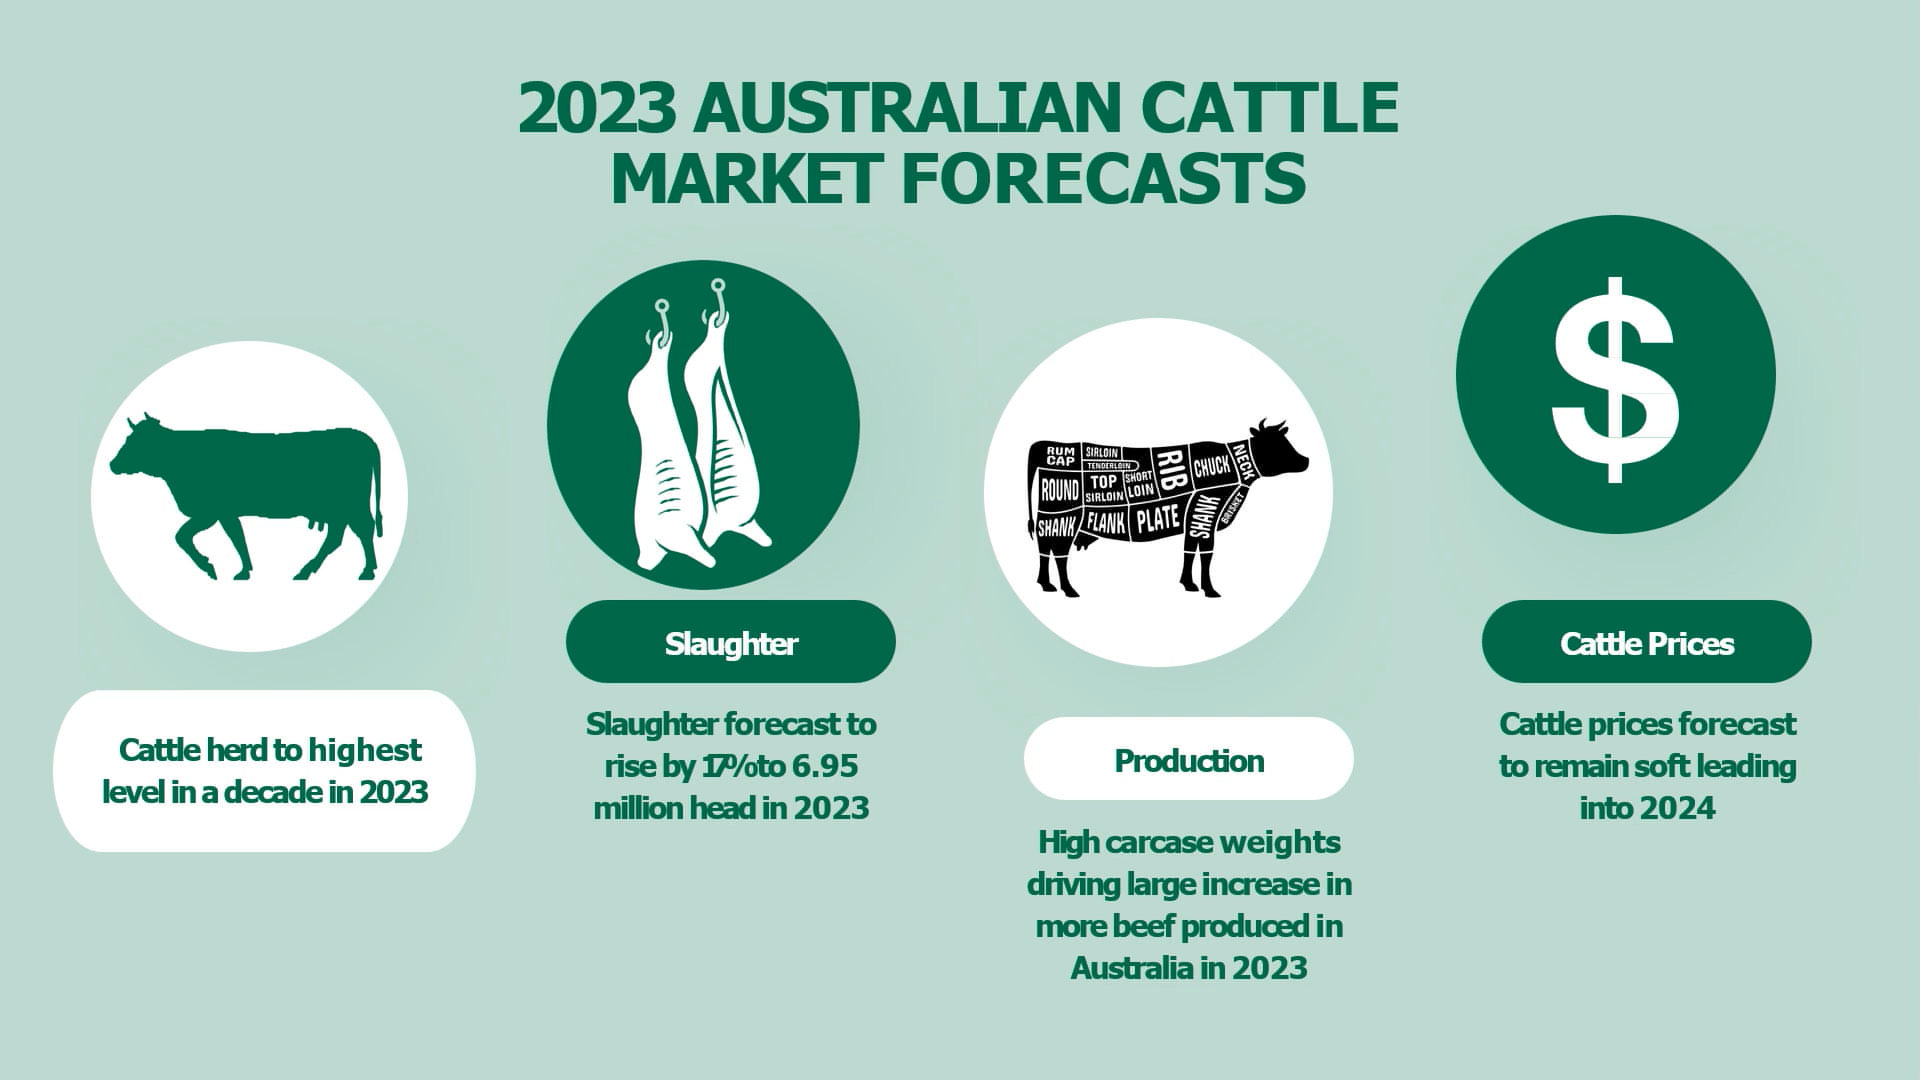 2023 AUSTRALIAN CATTLE
MARKET FORECASTS
Cattle herd to highest
level in a decade in 2023
Slaughter
Slaughter forecast to
rise by 17% to 6.95
million head in 2023
RUM
CAP
SIRLOIN
TENDERLOIN
RIB
CHUCK
NECK
ROUND
TOP
SIRLOIN
SHORT
LOIN
SHANK
FLANK
PLATE
SHANK
BRISKET
Production
High carcase weights
driving large increase in
more beef produced in
Australia in 2023
$
Cattle Prices
Cattle prices forecast
to remain soft leading
into 2024